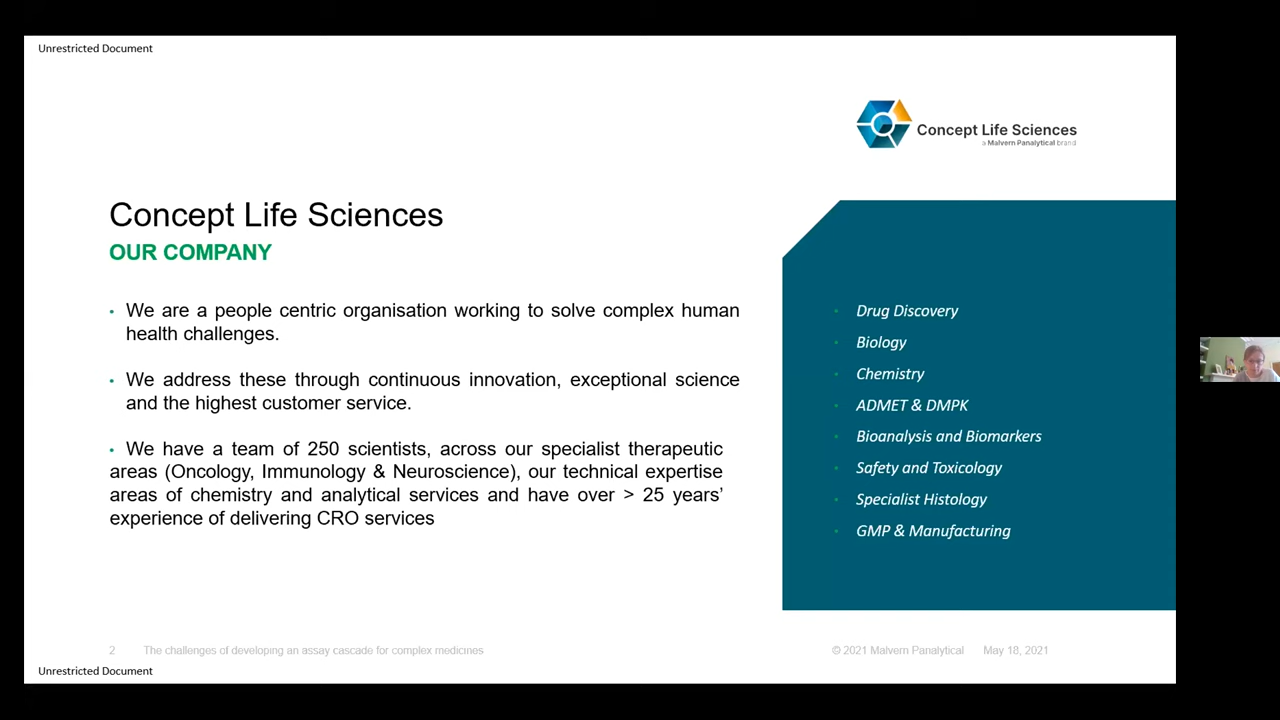 Unrestricted Document
Concept Life Sciences
a Malvern Panalytical brand
Concept Life Sciences
OUR COMPANY
• We are a people centric organisation working to solve complex human
health challenges.
• We address these through continuous innovation, exceptional science
and the highest customer service.
• We have a team of 250 scientists, across our specialist therapeutic
areas (Oncology, Immunology & Neuroscience), our technical expertise
areas of chemistry and analytical services and have over > 25 years’
experience of delivering CRO services
• Drug Discovery
• Biology
• Chemistry
• ADMET & DMPK
• Bioanalysis and Biomarkers
• Safety and Toxicology
• Specialist Histology
• GMP & Manufacturing
2 The challenges of developing an assay cascade for complex medicines
© 2021 Malvern Panalytical May 18, 2021
Unrestricted Document